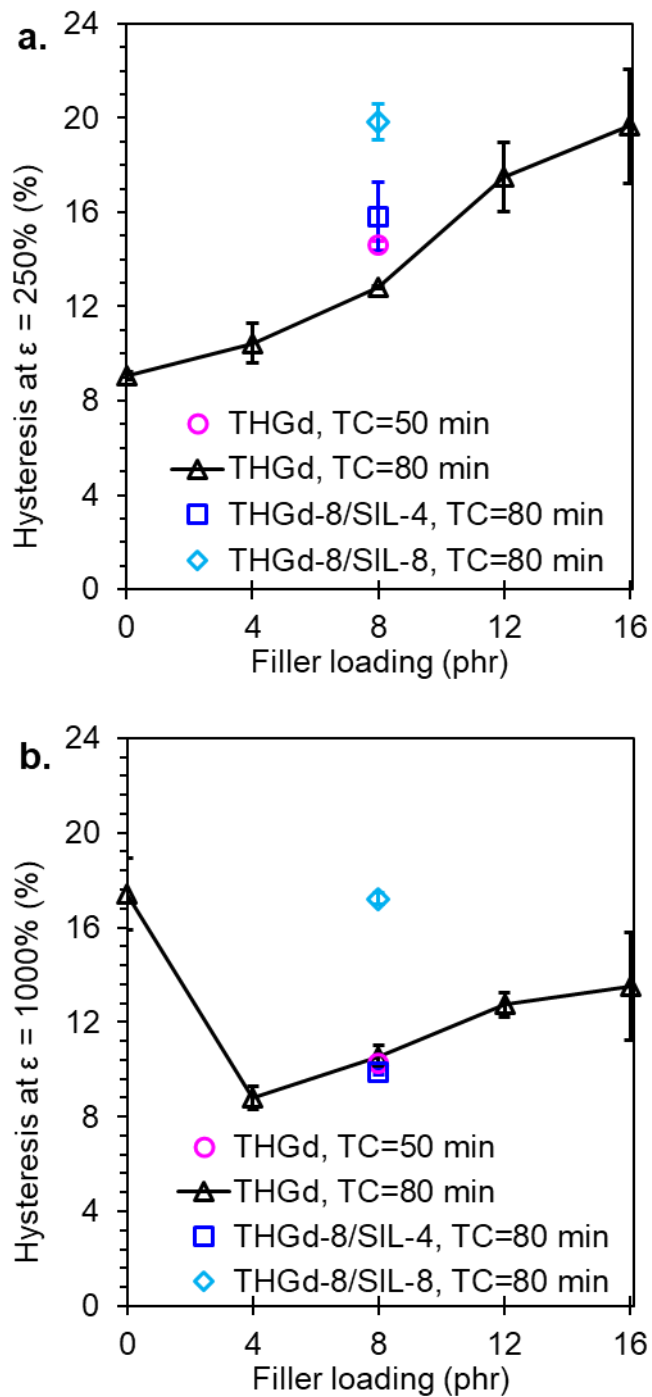 a.
24
20
16
12
8
4
0
Hysteresis at ε = 250% (%)
THGd, TC=50 min
THGd, TC=80 min
THGd-8/SIL-4, TC=80 min
THGd-8/SIL-8, TC=80 min
0 4 8 12 16
Filler loading (phr)
b.
24
20
16
12
8
4
0
Hysteresis at ε = 1000% (%)
THGd, TC=50 min
THGd, TC=80 min
THGd-8/SIL-4, TC=80 min
THGd-8/SIL-8, TC=80 min
0 4 8 12 16
Filler loading (phr)